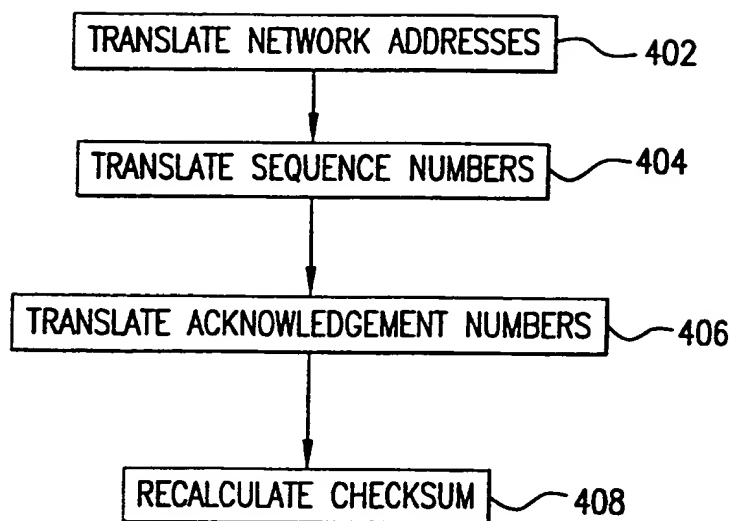 TRANSLATE NETWORK ADDRESSES 402
TRANSLATE SEQUENCE NUMBERS 404
TRANSLATE ACKNOWLEDGEMENT NUMBERS 406
RECALCULATE CHECKSUM 408